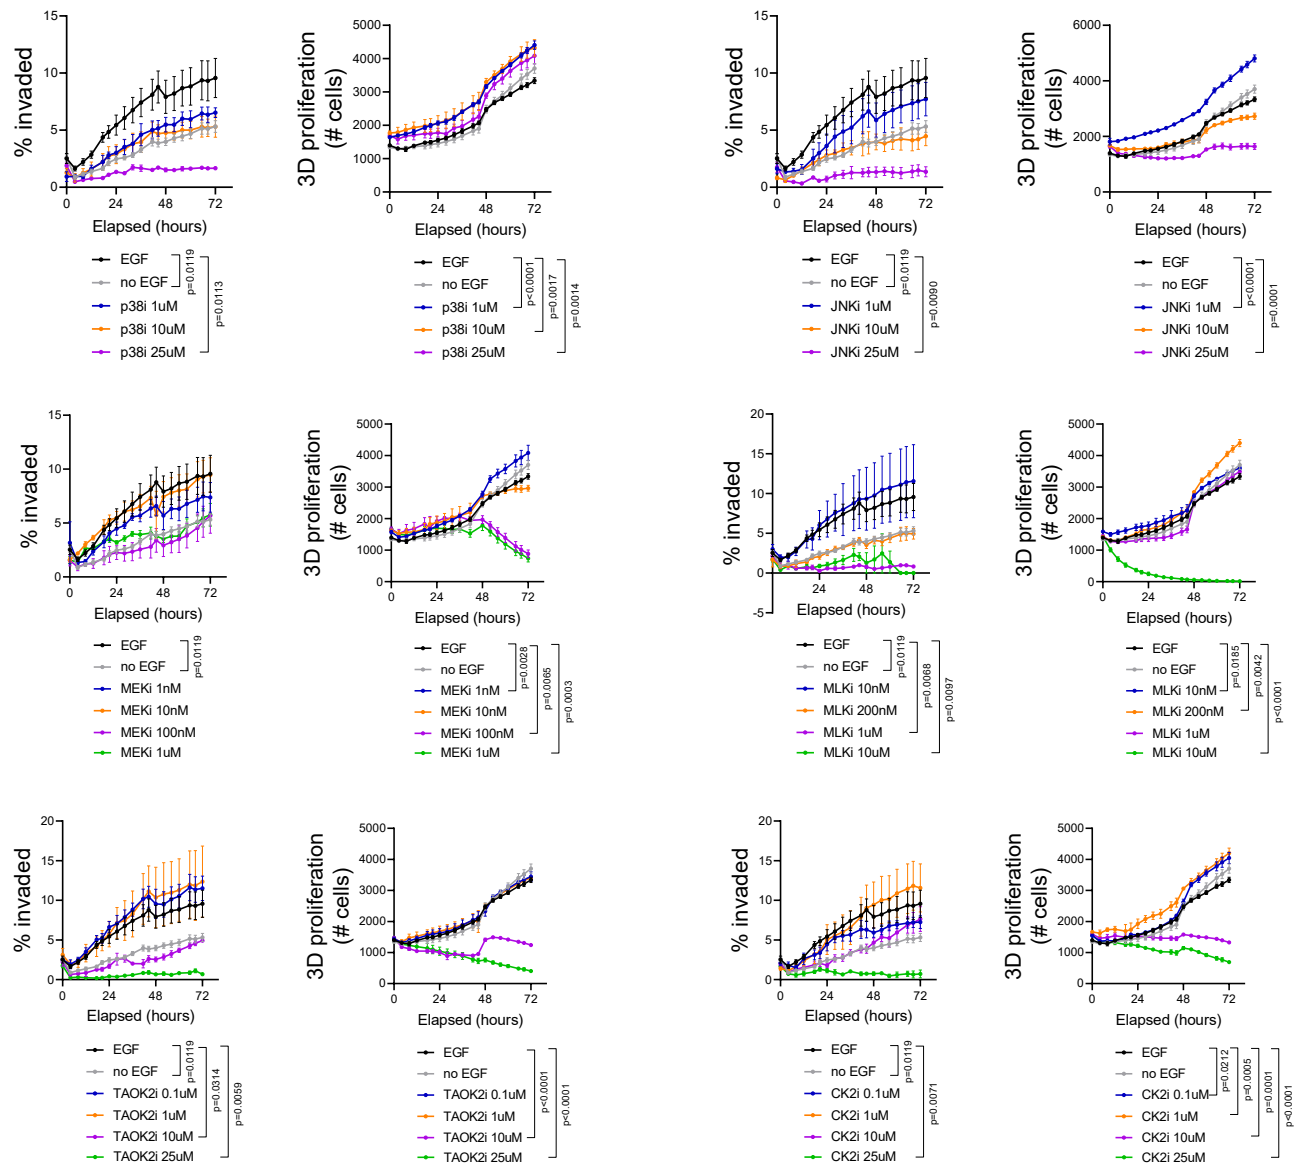 % invaded
15
10
5
0
0 24 48 72
Elapsed (hours)
EGF
no EGF
p38i 1uM
p38i 10uM
p38i 25uM
p=0.0119
p=0.0113
3D proliferation
(# cells)
5000
4000
3000
2000
1000
0
0 24 48 72
Elapsed (hours)
EGF
no EGF
p38i 1uM
p38i 10uM
p38i 25uM
p<0.0001
p=0.0017
p=0.0014
% invaded
15
10
5
0
0 24 48 72
Elapsed (hours)
EGF
no EGF
JNKi 1uM
JNKi 10uM
JNKi 25uM
p=0.0119
p=0.0090
3D proliferation
(# cells)
6000
4000
2000
0
0 24 48 72
Elapsed (hours)
EGF
no EGF
JNKi 1uM
JNKi 10uM
JNKi 25uM
p<0.0001
p=0.0001
% invaded
15
10
5
0
0 24 48 72
Elapsed (hours)
EGF
no EGF
MEKi 1nM
MEKi 10nM
MEKi 100nM
MEKi 1uM
p=0.0119
3D proliferation
(# cells)
5000
4000
3000
2000
1000
0
0 24 48 72
Elapsed (hours)
EGF
no EGF
MEKi 1nM
MEKi 10nM
MEKi 100nM
MEKi 1uM
p=0.0028
p=0.0065
p=0.0003
% invaded
20
15
10
5
0
-5
24 48 72
Elapsed (hours)
EGF
no EGF
MLKi 10nM
MLKi 200nM
MLKi 1uM
MLKi 10uM
p=0.0119
p=0.0068
p=0.0097
3D proliferation
(# cells)
5000
4000
3000
2000
1000
0
0 24 48 72
Elapsed (hours)
EGF
no EGF
MLKi 10nM
MLKi 200nM
MLKi 1uM
MLKi 10uM
p=0.0185
p=0.0042
p<0.0001
% invaded
20
15
10
5
0
0 24 48 72
Elapsed (hours)
EGF
no EGF
TAOK2i 0.1uM
TAOK2i 1uM
TAOK2i 10uM
TAOK2i 25uM
p=0.0119
p=0.0314
p=0.0059
3D proliferation
(# cells)
5000
4000
3000
2000
1000
0
0 24 48 72
Elapsed (hours)
EGF
no EGF
TAOK2i 0.1uM
TAOK2i 1uM
TAOK2i 10uM
TAOK2i 25uM
p<0.0001
p<0.0001
% invaded
20
15
10
5
0
0 24 48 72
Elapsed (hours)
EGF
no EGF
CK2i 0.1uM
CK2i 1uM
CK2i 10uM
CK2i 25uM
p=0.0119
p=0.0071
3D proliferation
(# cells)
5000
4000
3000
2000
1000
0
0 24 48 72
Elapsed (hours)
EGF
no EGF
CK2i 0.1uM
CK2i 1uM
CK2i 10uM
CK2i 25uM
p=0.0212
p=0.0005
p=0.0001
p<0.0001